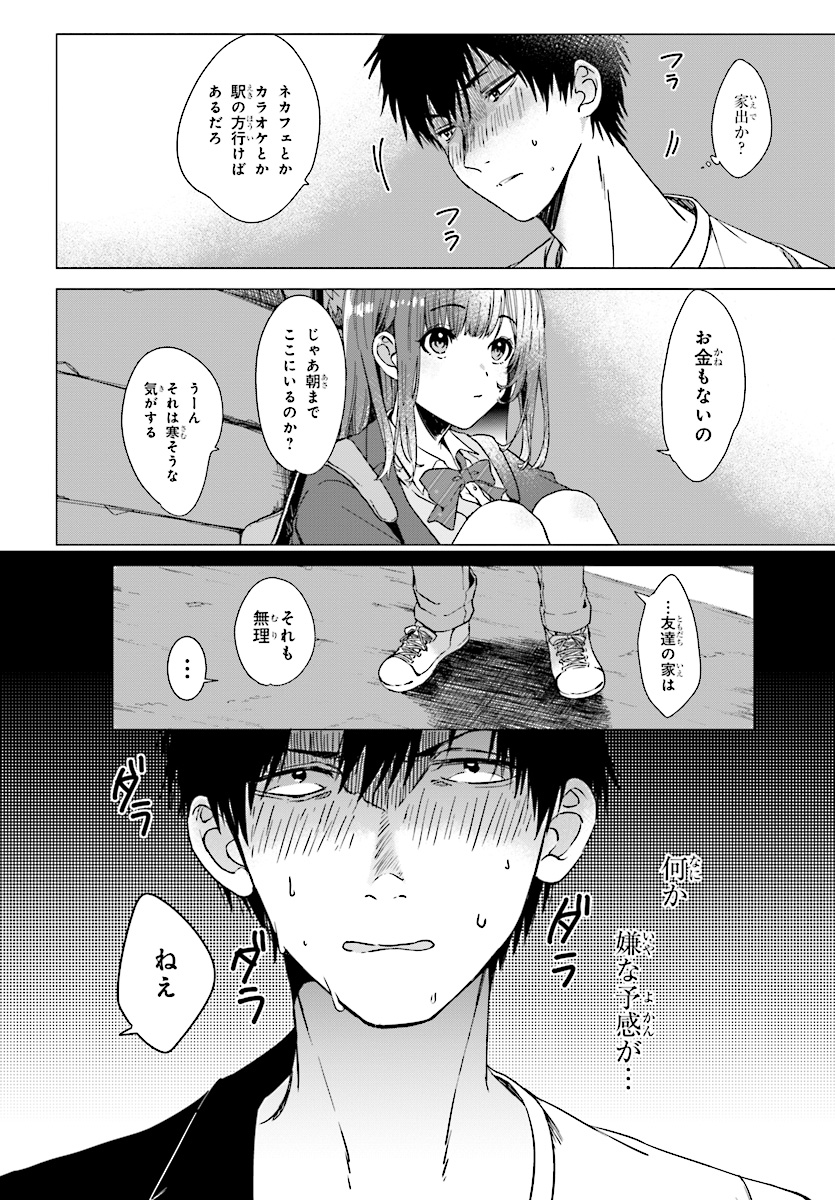 家出か?
フラ
フラ
ネカフェとか
カラオケとか
駅の方行けば
あるだろ
お金もないの
じゃあ朝まで
ここにいるのか?
うーん
それは寒そうな
気がする
…友達の家は
それも
無理
…
何か
嫌な予感が…
ダラ
ダラ
ダラ
ねえ